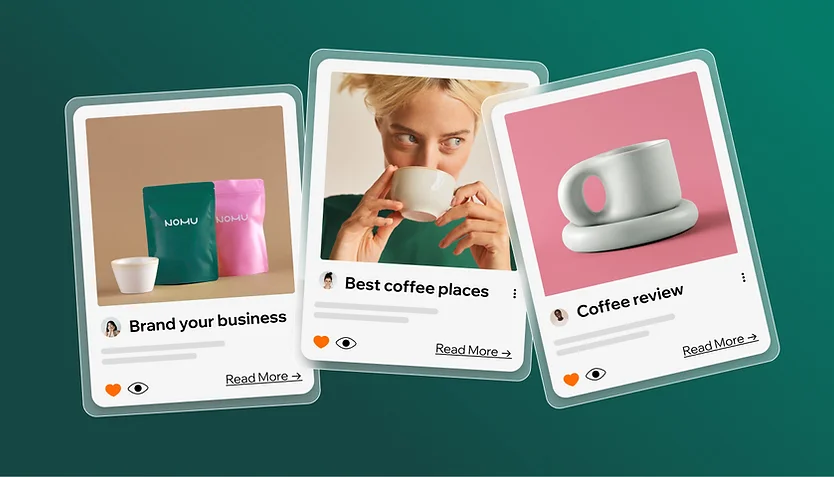 NOMU
NOMU
Brand your business
Read More →
Best coffee places
Read More →
Coffee review
Read More →